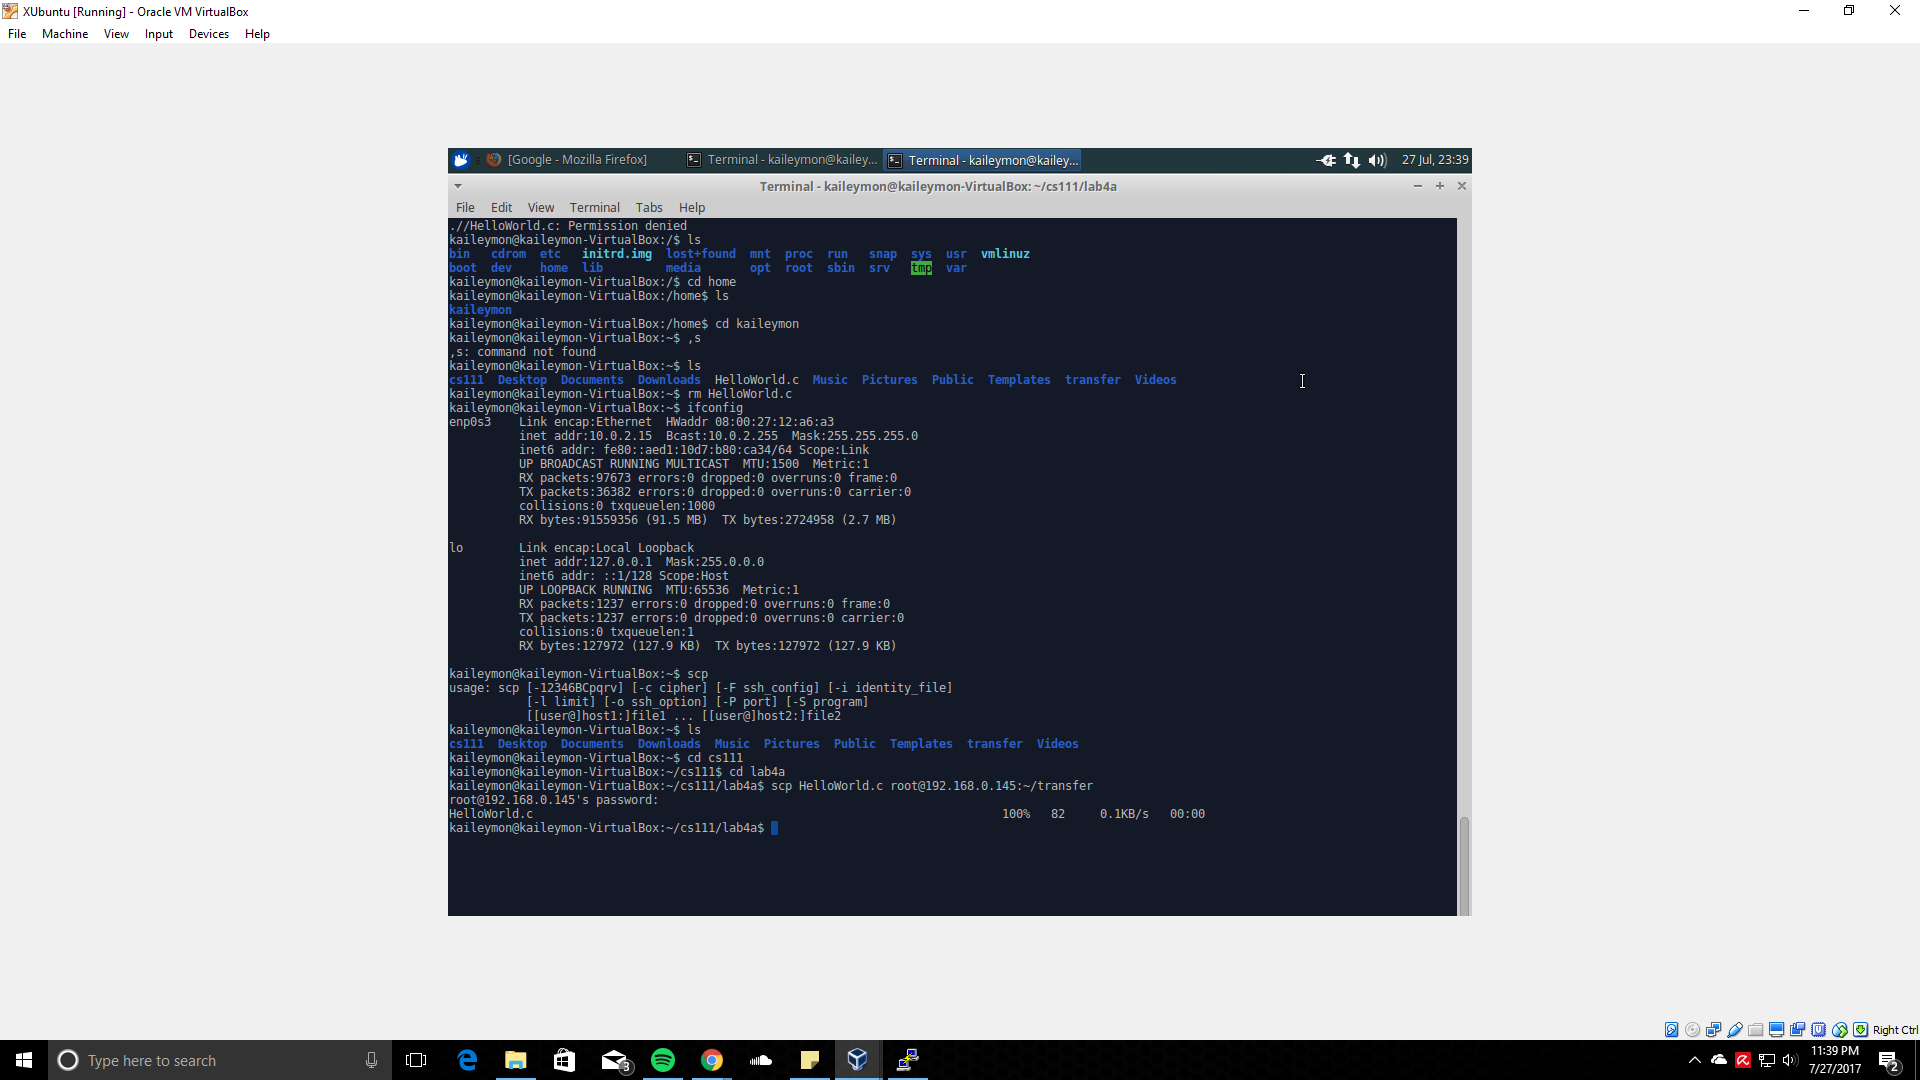 XUbuntu [Running] - Oracle VM VirtualBox
File Machine View Input Devices Help
[Google - Mozilla Firefox] Terminal - kaileymon@kailey... Terminal - kaileymon@kailey... 27 Jul, 23:39
Terminal - kaileymon@kaileymon-VirtualBox: ~/cs111/lab4a
File Edit View Terminal Tabs Help
.//HelloWorld.c: Permission denied
kaileymon@kaileymon-VirtualBox:/$ ls
bin cdrom etc initrd.img lost+found mnt proc run snap sys usr vmlinuz
boot dev home lib media opt root sbin srv tmp var
kaileymon@kaileymon-VirtualBox:/$ cd home
kaileymon@kaileymon-VirtualBox:/home$ ls
kaileymon
kaileymon@kaileymon-VirtualBox:/home$ cd kaileymon
kaileymon@kaileymon-VirtualBox:~$ ,s
,s: command not found
kaileymon@kaileymon-VirtualBox:~$ ls
cs111 Desktop Documents Downloads HelloWorld.c Music Pictures Public Templates transfer Videos
kaileymon@kaileymon-VirtualBox:~$ rm HelloWorld.c
kaileymon@kaileymon-VirtualBox:~$ ifconfig
enp0s3 Link encap:Ethernet HWaddr 08:00:27:12:a6:a3
inet addr:10.0.2.15 Bcast:10.0.2.255 Mask:255.255.255.0
inet6 addr: fe80::aed1:10d7:b80:ca34/64 Scope:Link
UP BROADCAST RUNNING MULTICAST MTU:1500 Metric:1
RX packets:97673 errors:0 dropped:0 overruns:0 frame:0
TX packets:36382 errors:0 dropped:0 overruns:0 carrier:0
collisions:0 txqueuelen:1000
RX bytes:91559356 (91.5 MB) TX bytes:2724958 (2.7 MB)
lo Link encap:Local Loopback
inet addr:127.0.0.1 Mask:255.0.0.0
inet6 addr: ::1/128 Scope:Host
UP LOOPBACK RUNNING MTU:65536 Metric:1
RX packets:1237 errors:0 dropped:0 overruns:0 frame:0
TX packets:1237 errors:0 dropped:0 overruns:0 carrier:0
collisions:0 txqueuelen:1
RX bytes:127972 (127.9 KB) TX bytes:127972 (127.9 KB)
kaileymon@kaileymon-VirtualBox:~$ scp
usage: scp [-12346BCpqrv] [-c cipher] [-F ssh_config] [-i identity_file]
[-l limit] [-o ssh_option] [-P port] [-S program]
[[user@]host1:]file1 ... [[user@]host2:]file2
kaileymon@kaileymon-VirtualBox:~$ ls
cs111 Desktop Documents Downloads Music Pictures Public Templates transfer Videos
kaileymon@kaileymon-VirtualBox:~$ cd cs111
kaileymon@kaileymon-VirtualBox:~/cs111$ cd lab4a
kaileymon@kaileymon-VirtualBox:~/cs111/lab4a$ scp HelloWorld.c root@192.168.0.145:~/transfer
root@192.168.0.145's password:
HelloWorld.c 100% 82 0.1KB/s 00:00
kaileymon@kaileymon-VirtualBox:~/cs111/lab4a$
Right Ctrl
Type here to search
3
11:39 PM
7/27/2017
2